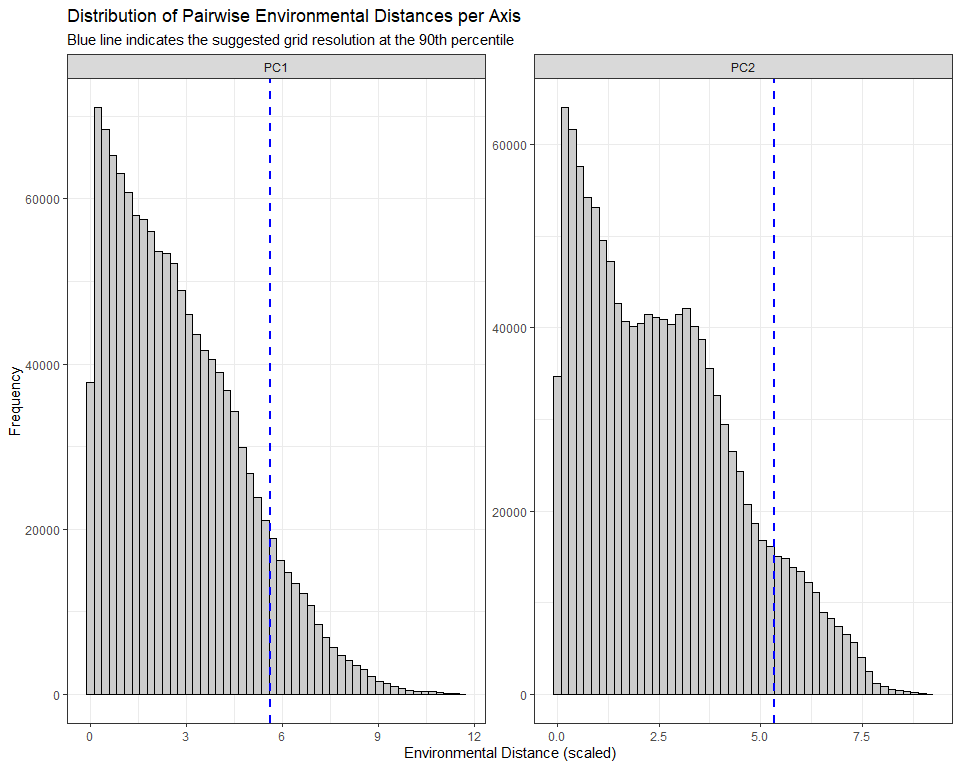 Distribution of Pairwise Environmental Distances per Axis
Blue line indicates the suggested grid resolution at the 90th percentile
PC1
PC2
Frequency
60000
40000
20000
0
60000
40000
20000
0
0 3 6 9 12
0.0 2.5 5.0 7.5
Environmental Distance (scaled)